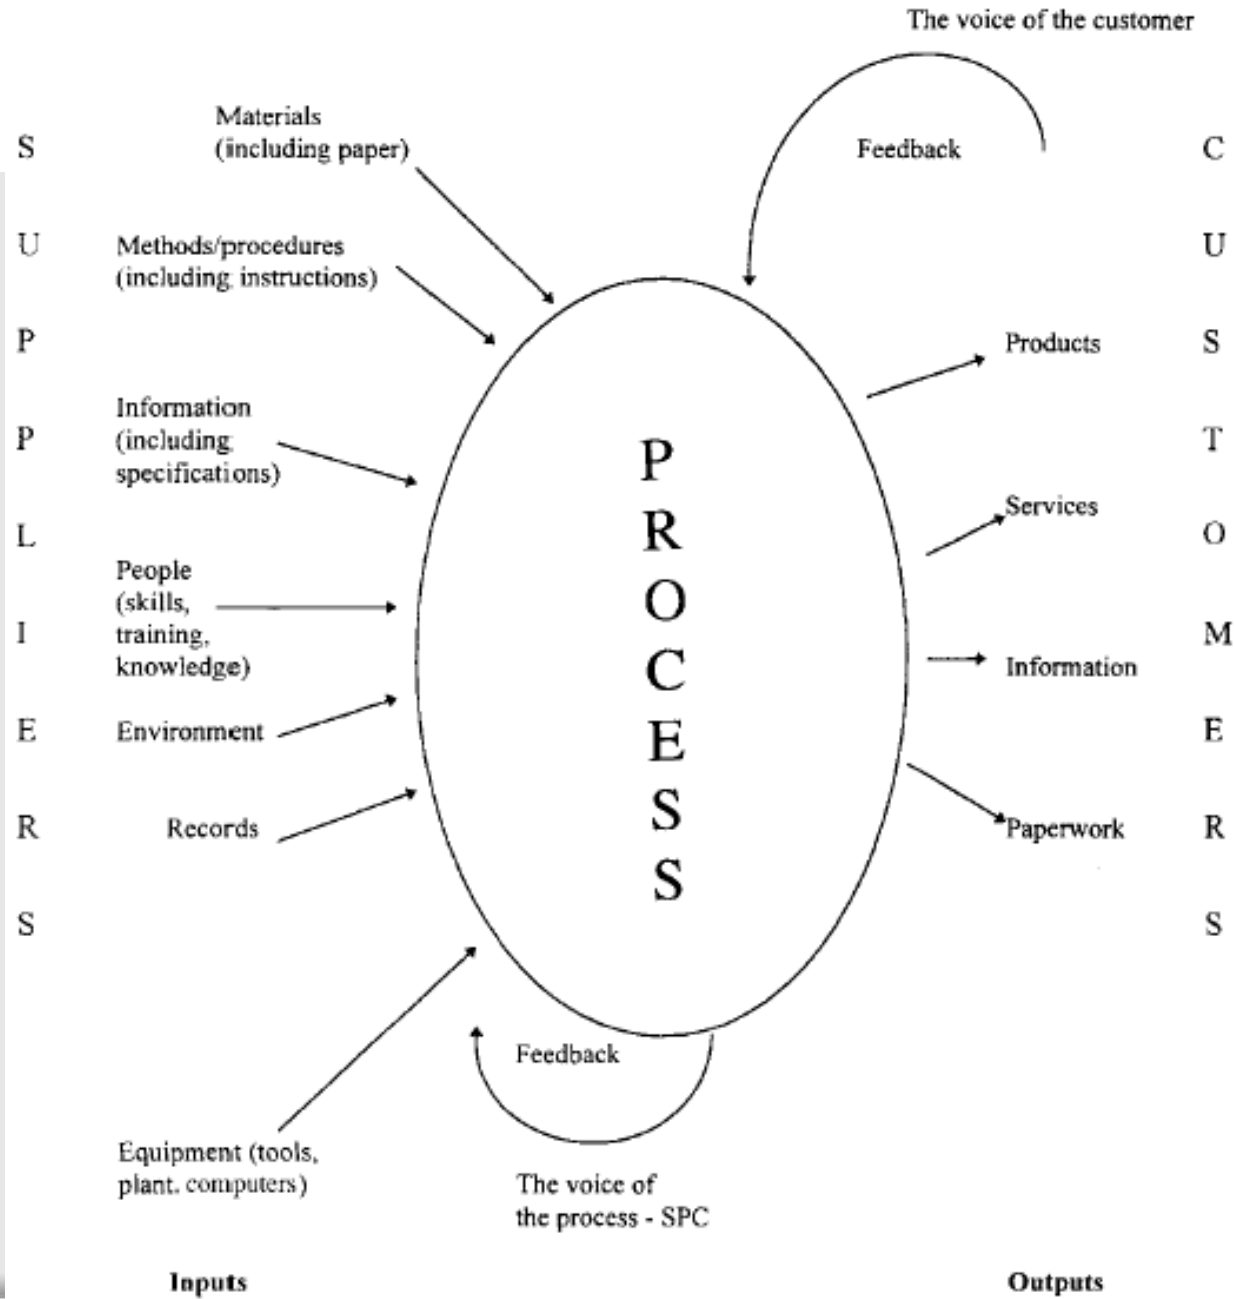 The voice of the customer
Feedback
Materials
(including paper)
Methods/procedures
(including instructions)
Information
(including
specifications)
People
(skills,
training,
knowledge)
Environment
Records
Equipment (tools,
plant. computers)
S
U
P
P
L
I
E
R
S
P
R
O
C
E
S
S
Products
Services
Information
Paperwork
C
U
S
T
O
M
E
R
S
Feedback
The voice of
the process - SPC
Inputs
Outputs